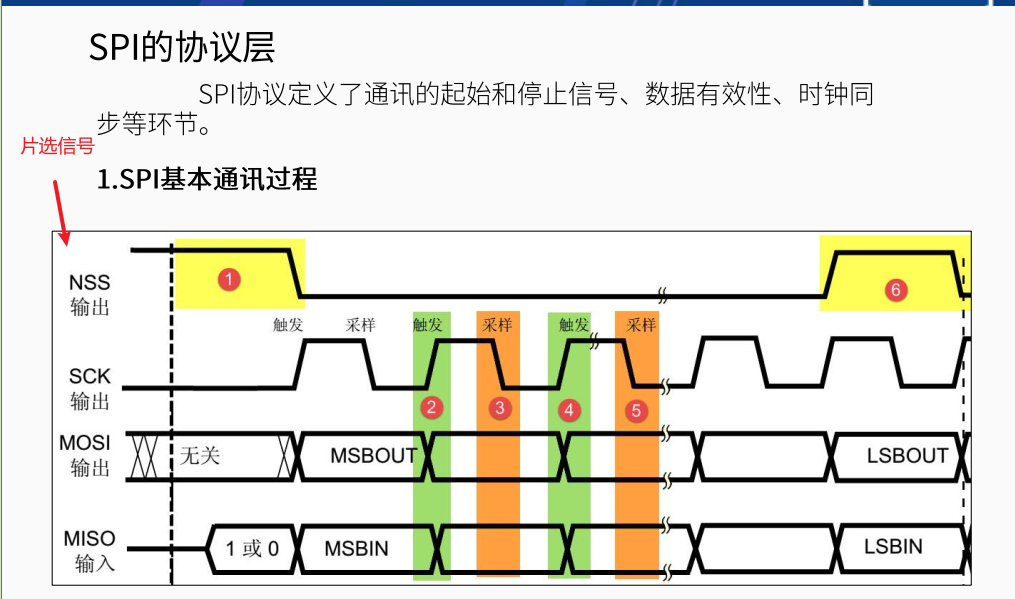 SPI的协议层
SPI协议定义了通讯的起始和停止信号、数据有效性、时钟同
步等环节。
片选信号
1.SPI基本通讯过程
NSS
输出
1
6
触发
采样
触发
采样
触发
采样
SCK
输出
2
3
4
5
MOSI
输出
无关
MSBOUT
LSBOUT
MISO
输入
1 或 0
MSBIN
LSBIN